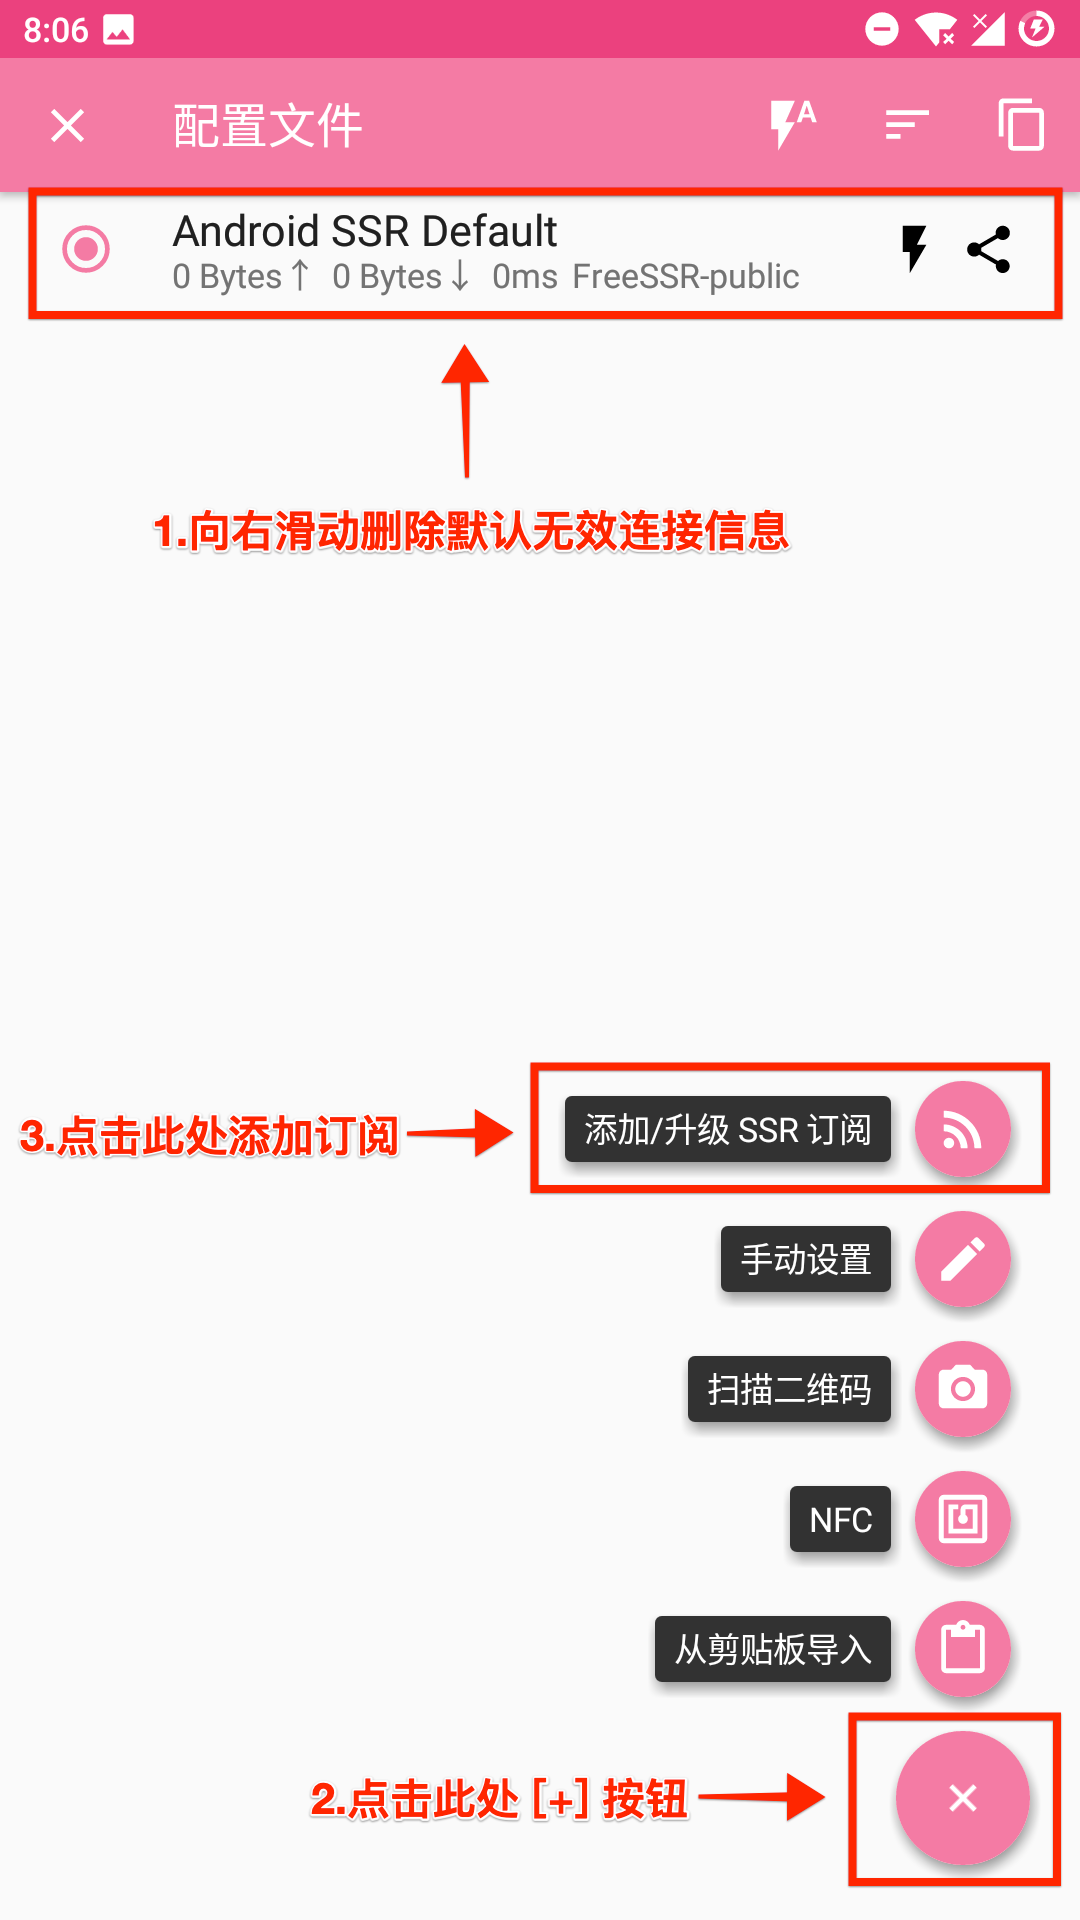 8:06
配置文件
A
Android SSR Default
0 Bytes↑ 0 Bytes↓ 0ms FreeSSR-public
1.向右滑动删除默认无效连接信息
3.点击此处添加订阅
添加/升级 SSR 订阅
手动设置
扫描二维码
NFC
从剪贴板导入
2.点击此处 [+] 按钮